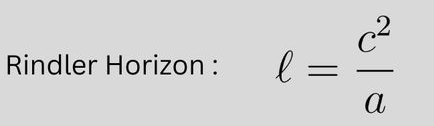 Rindler Horizon : ℓ = c²/a